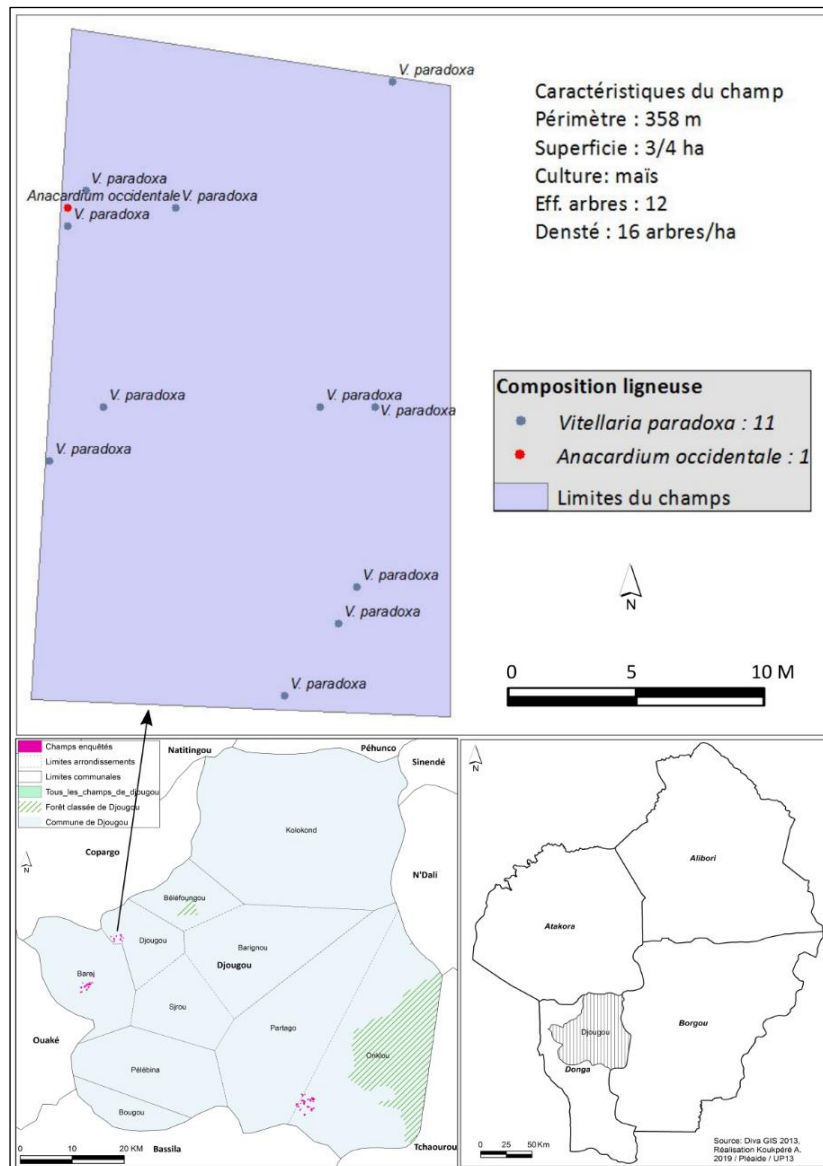 V. paradoxa
Caractéristiques du champ
Périmètre : 358 m
Superficie : 3/4 ha
Culture: maïs
Eff. arbres : 12
Densté : 16 arbres/ha
V. paradoxa
Anacardium occidentale
V. paradoxa
V. paradoxa
V. paradoxa
V. paradoxa
V. paradoxa
V. paradoxa
V. paradoxa
V. paradoxa
V. paradoxa
Composition ligneuse
Vitellaria paradoxa : 11
Anacardium occidentale : 1
Limites du champs
N
0 5 10 M
Champs enquêtés
Limites arrondissements
Limites communales
Tous_les_champs_de_djougou
Forêt classée de Djougou
Commune de Djougou
N
Natitingou
Péhunco
Sinendé
Copargo
Kolokond
N'Dali
Béléfoungou
Djougou
Barignou
Djougou
Baroj
Sjrou
Partago
Onklou
Ouaké
Pélébina
Bougou
Bassila
Tchaourou
0 10 20 KM
N
Alibori
Atakora
Borgou
Djougou
Donga
0 25 50 Km
Source: Diva GIS 2013,
Réalisation Koukpéré A.
2019 / Pléaide / UP13